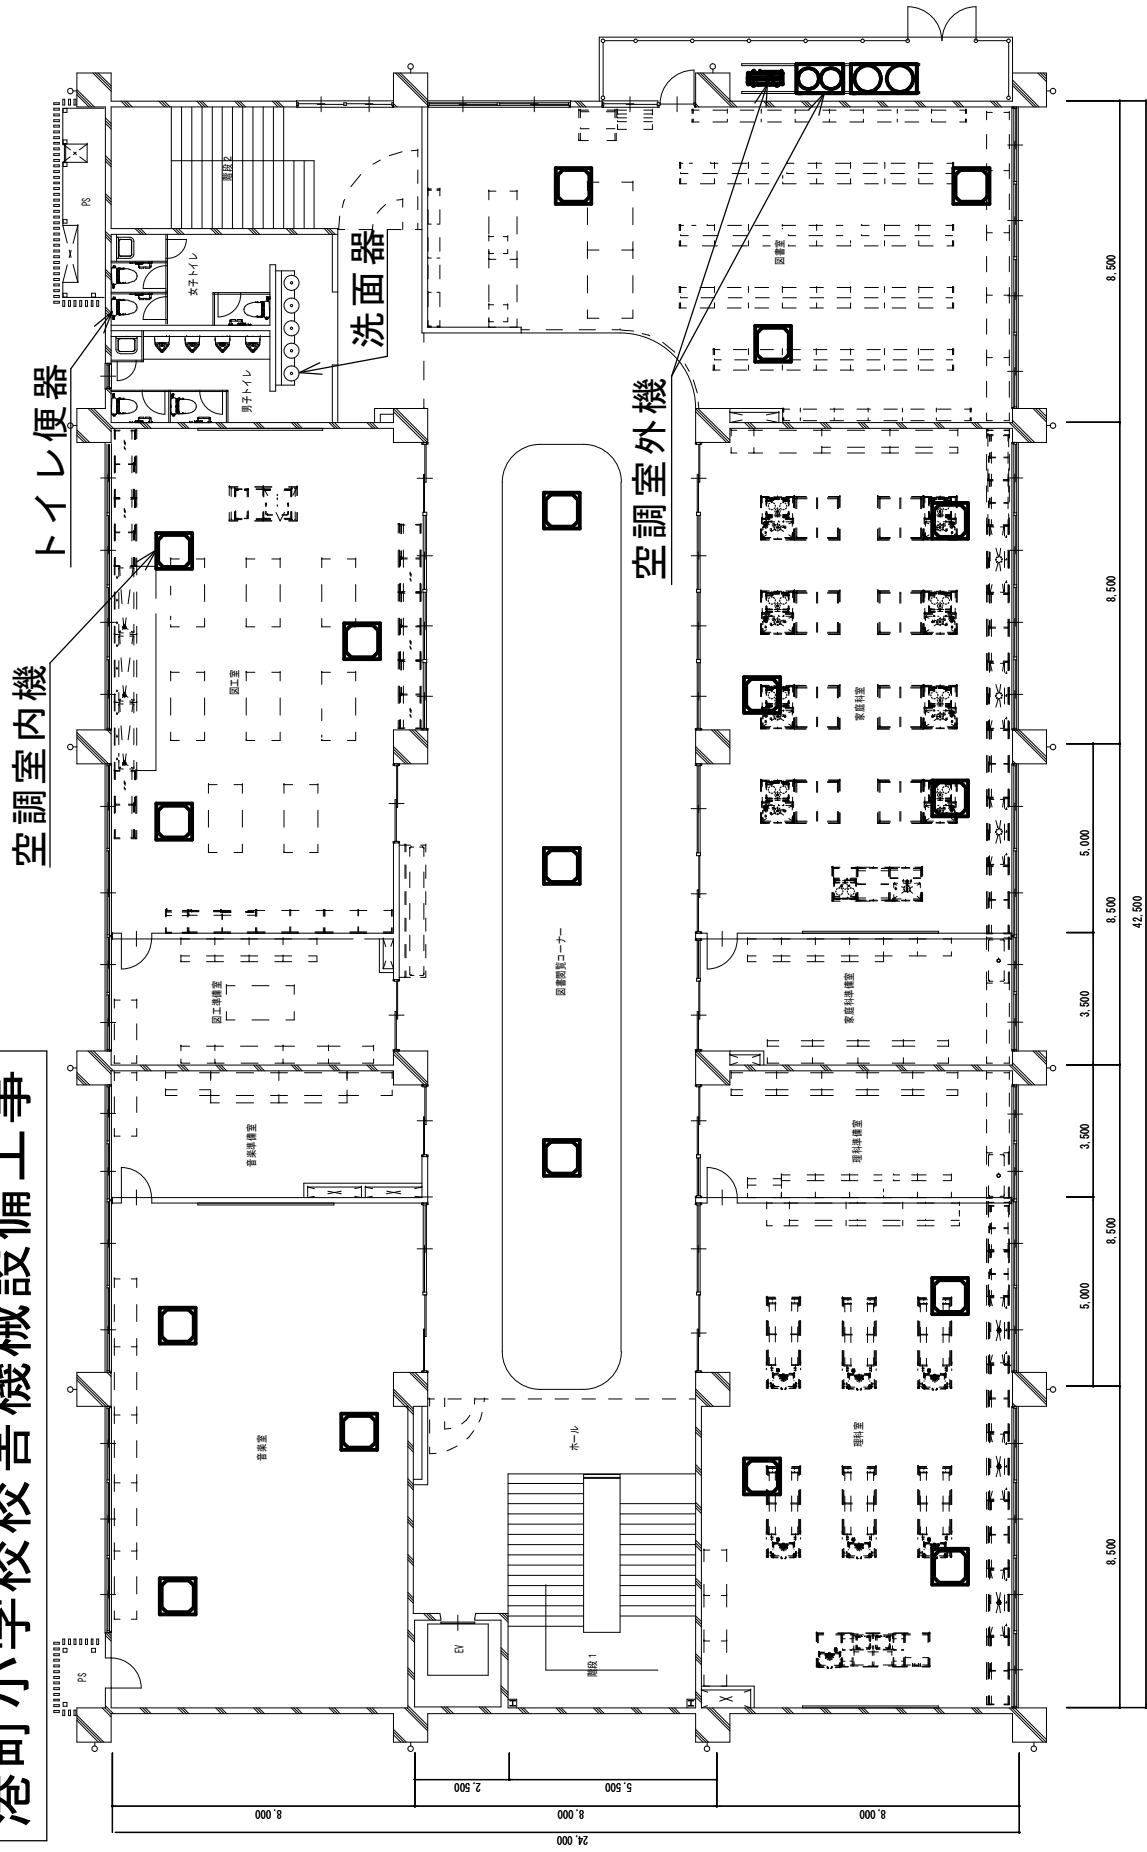 港町小学校校舎機械設備工事
空調室内機
トイレ便器
洗面器
空調室外機
PS
音楽室
音楽準備室
図工準備室
図工室
男子トイレ
女子トイレ
階段2
PS
EV
階段1
ホール
図書閲覧コーナー
図書室
理科室
理科準備室
家庭科準備室
家庭科室
8,000
8,000
8,000
2,500
5,500
24,000
5,000
3,500
3,500
5,000
8,500
8,500
8,500
8,500
8,500
42,500